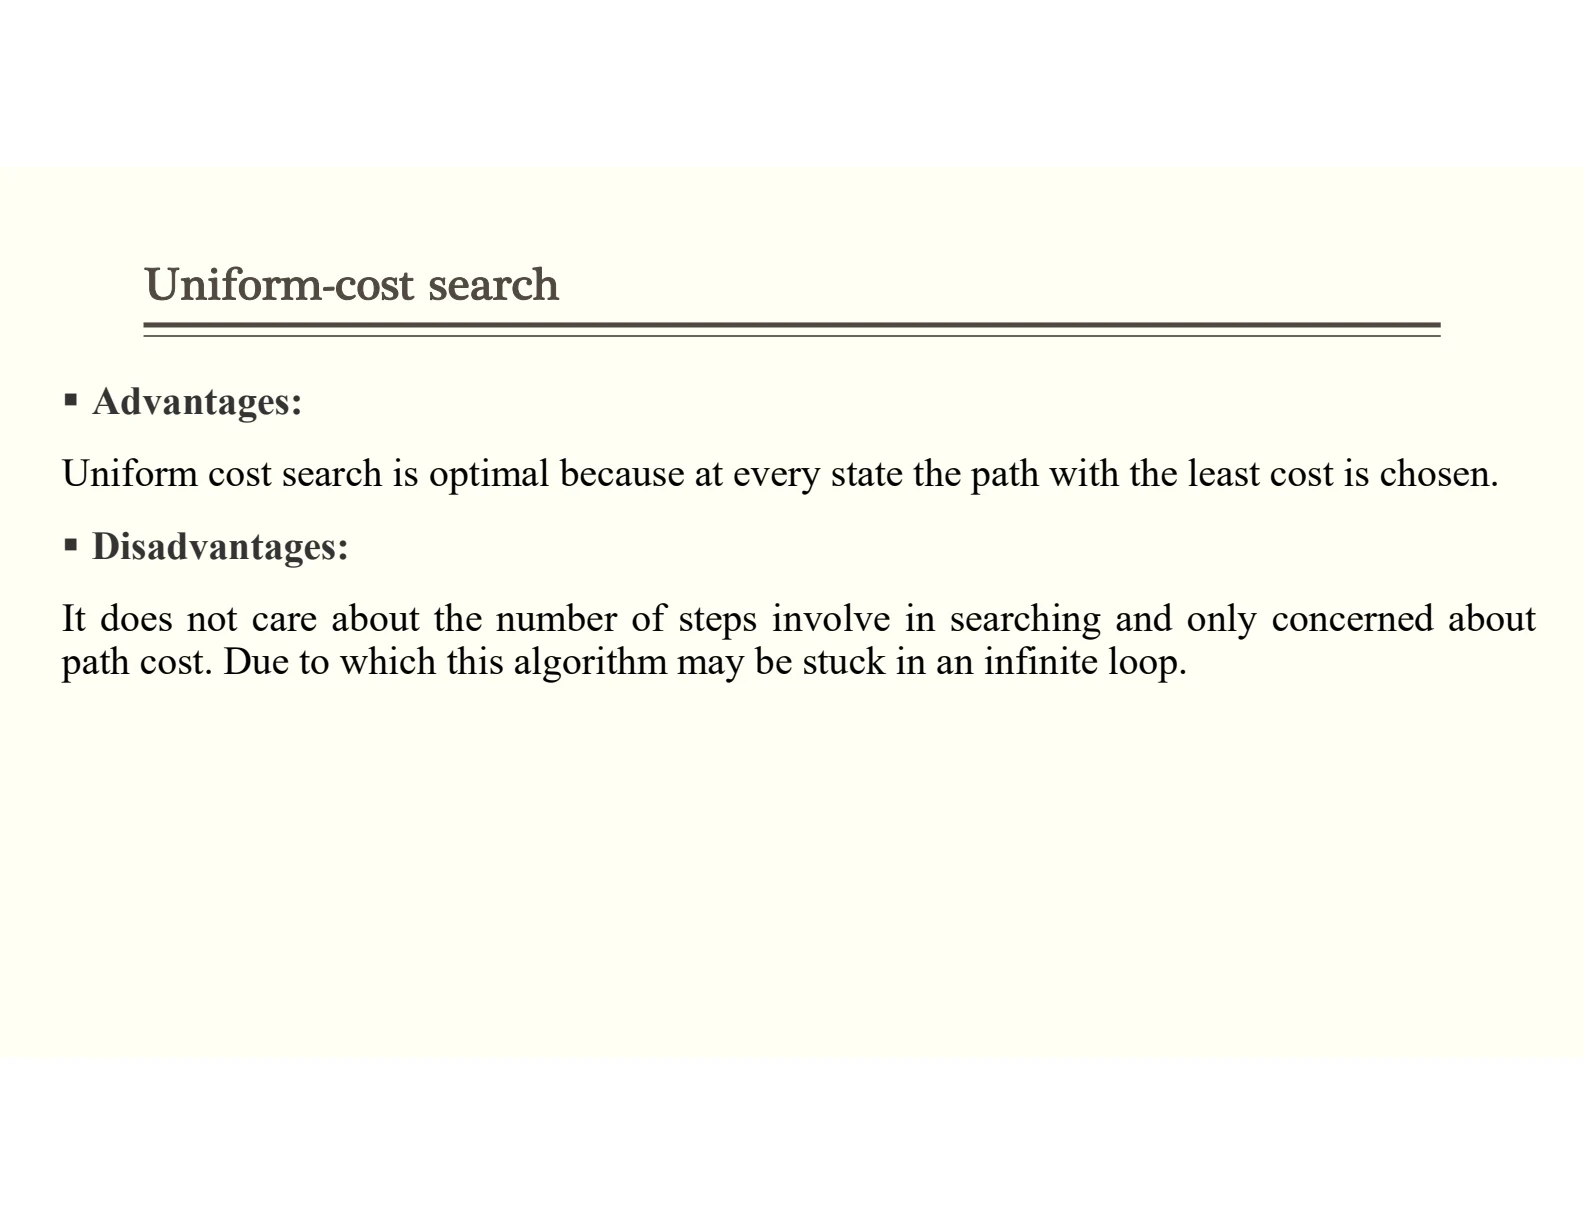 Uniform-cost search
▪ Advantages:
Uniform cost search is optimal because at every state the path with the least cost is chosen.
▪ Disadvantages:
It does not care about the number of steps involve in searching and only concerned about
path cost. Due to which this algorithm may be stuck in an infinite loop.